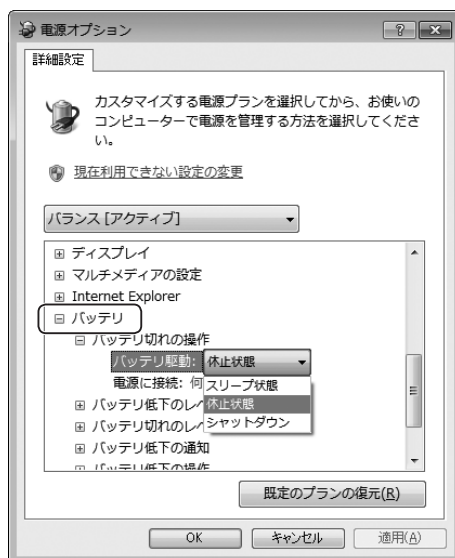 電源オプション
詳細設定
カスタマイズする電源プランを選択してから、お使いの
コンピューターで電源を管理する方法を選択してくださ
い。
現在利用できない設定の変更
バランス [アクティブ]
ディスプレイ
マルチメディアの設定
Internet Explorer
バッテリ
バッテリ切れの操作
バッテリ駆動: 休止状態
電源に接続: 何
スリープ状態
休止状態
シャットダウン
バッテリ低下のレ
バッテリ切れのレ
バッテリ低下の通知
バッテリ低下の操作
既定のプランの復元(R)
OK キャンセル 適用(A)